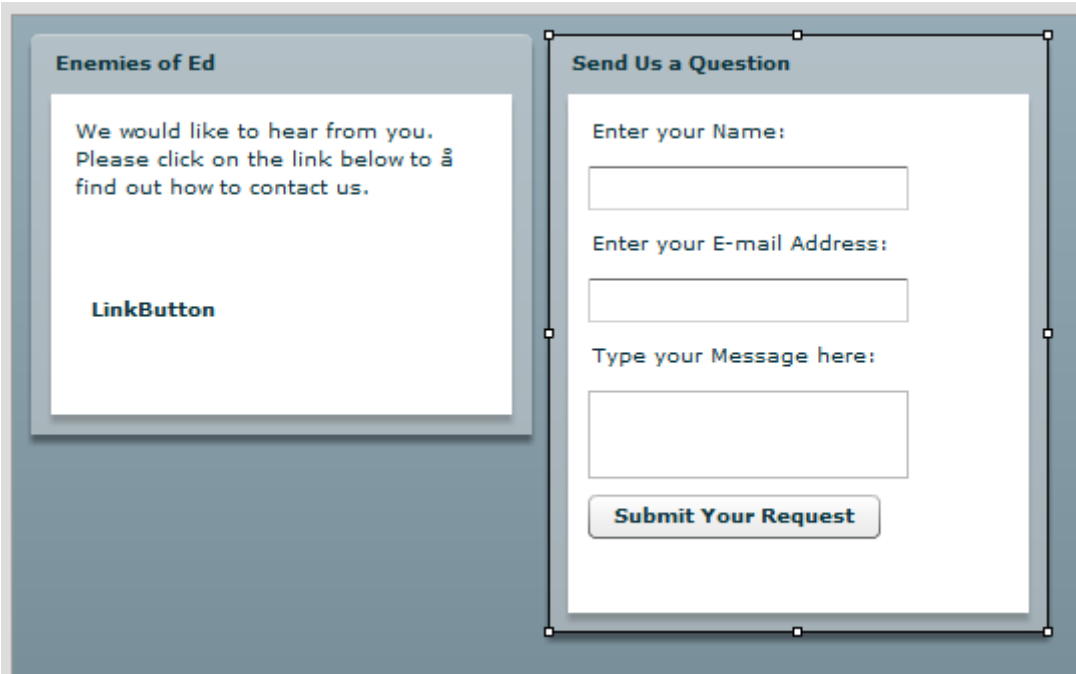 Enemies of Ed
We would like to hear from you.
Please click on the link below to å
find out how to contact us.
LinkButton
Send Us a Question
Enter your Name:
Enter your E-mail Address:
Type your Message here:
Submit Your Request